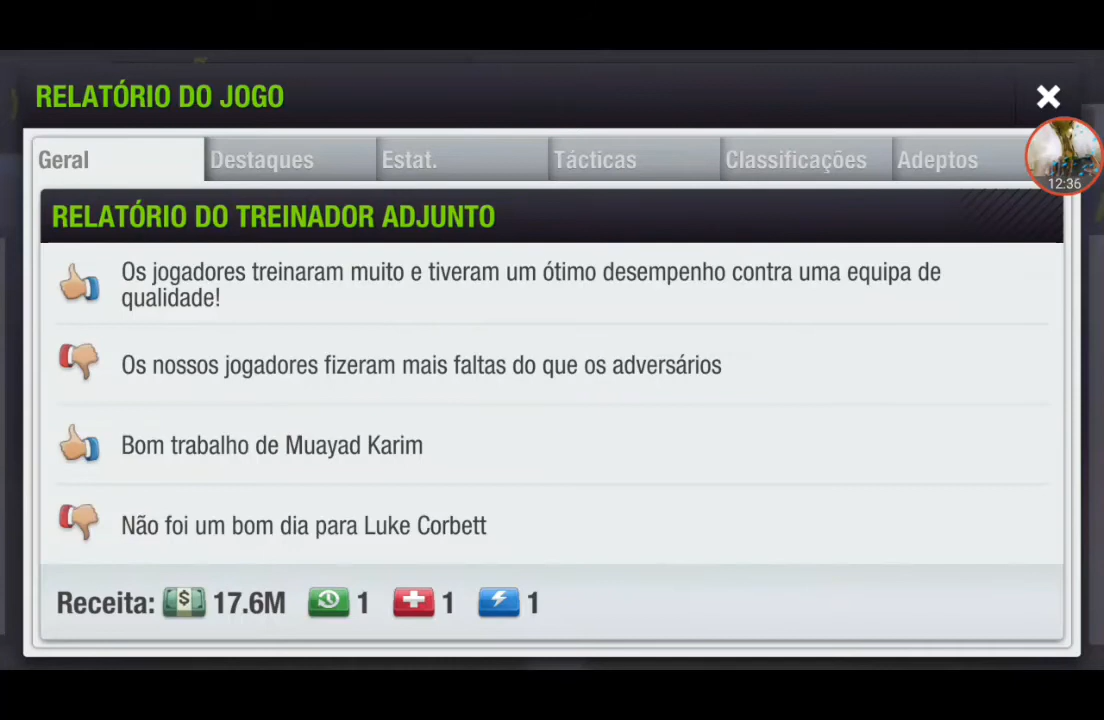 RELATÓRIO DO JOGO
Geral
Destaques
Estat.
Tácticas
Classificações
Adeptos
12:36
RELATÓRIO DO TREINADOR ADJUNTO
Os jogadores treinaram muito e tiveram um ótimo desempenho contra uma equipa de
qualidade!
Os nossos jogadores fizeram mais faltas do que os adversários
Bom trabalho de Muayad Karim
Não foi um bom dia para Luke Corbett
Receita: $ 17.6M 1 1 1